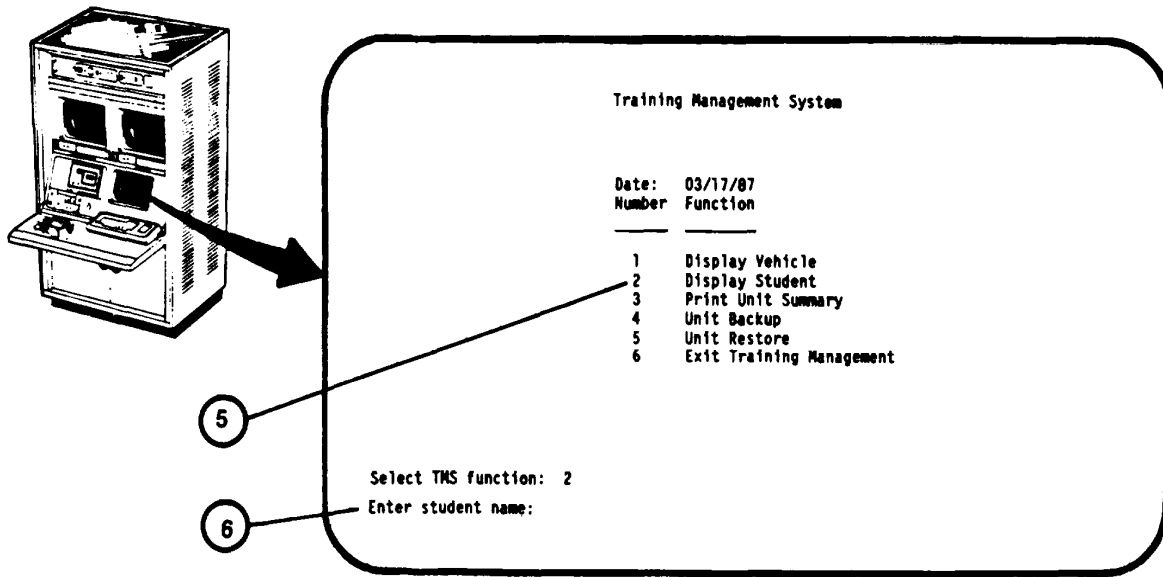 Training Management System
Date: 03/17/87
Number Function
1 Display Vehicle
2 Display Student
3 Print Unit Summary
4 Unit Backup
5 Unit Restore
6 Exit Training Management
5
Select TMS function: 2
6
Enter student name: